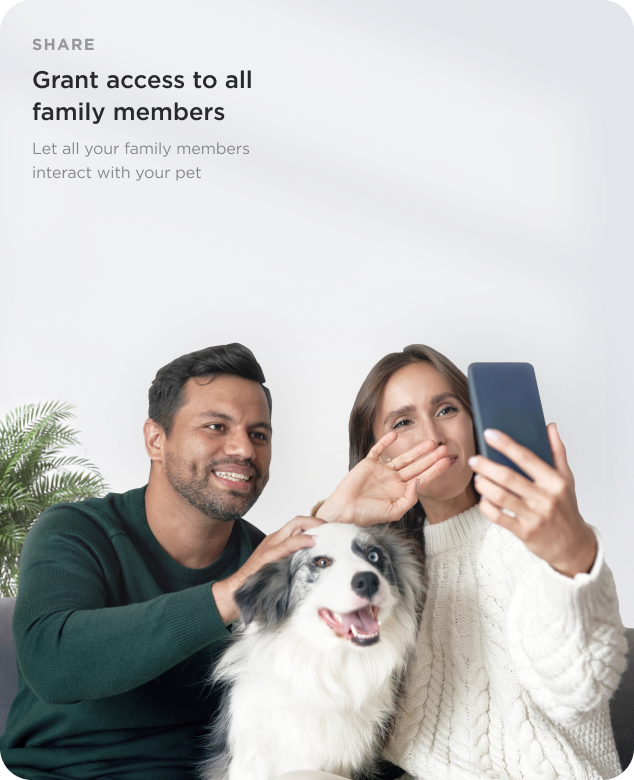 SHARE
Grant access to all
family members
Let all your family members
interact with your pet